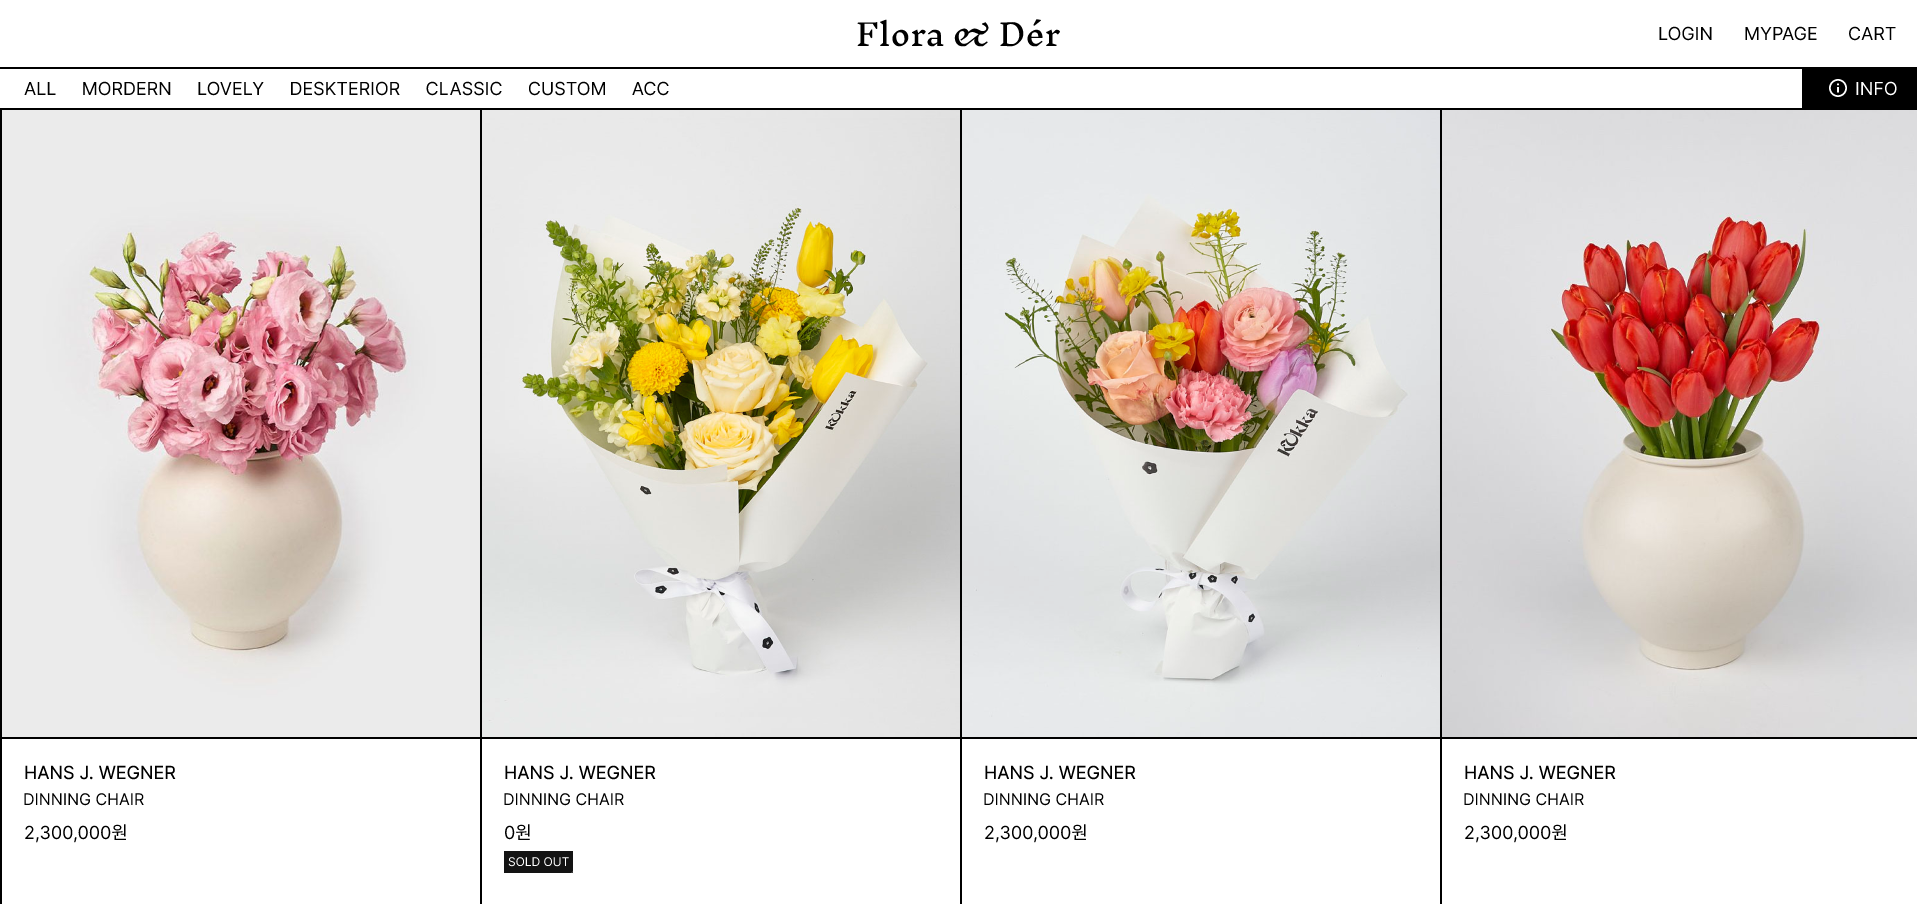 Flora & Dér
LOGIN MYPAGE CART
ALL MORDERN LOVELY DESKTERIOR CLASSIC CUSTOM ACC
INFO
kukka
kukka
HANS J. WEGNER
DINNING CHAIR
2,300,000원
HANS J. WEGNER
DINNING CHAIR
0원
SOLD OUT
HANS J. WEGNER
DINNING CHAIR
2,300,000원
HANS J. WEGNER
DINNING CHAIR
2,300,000원